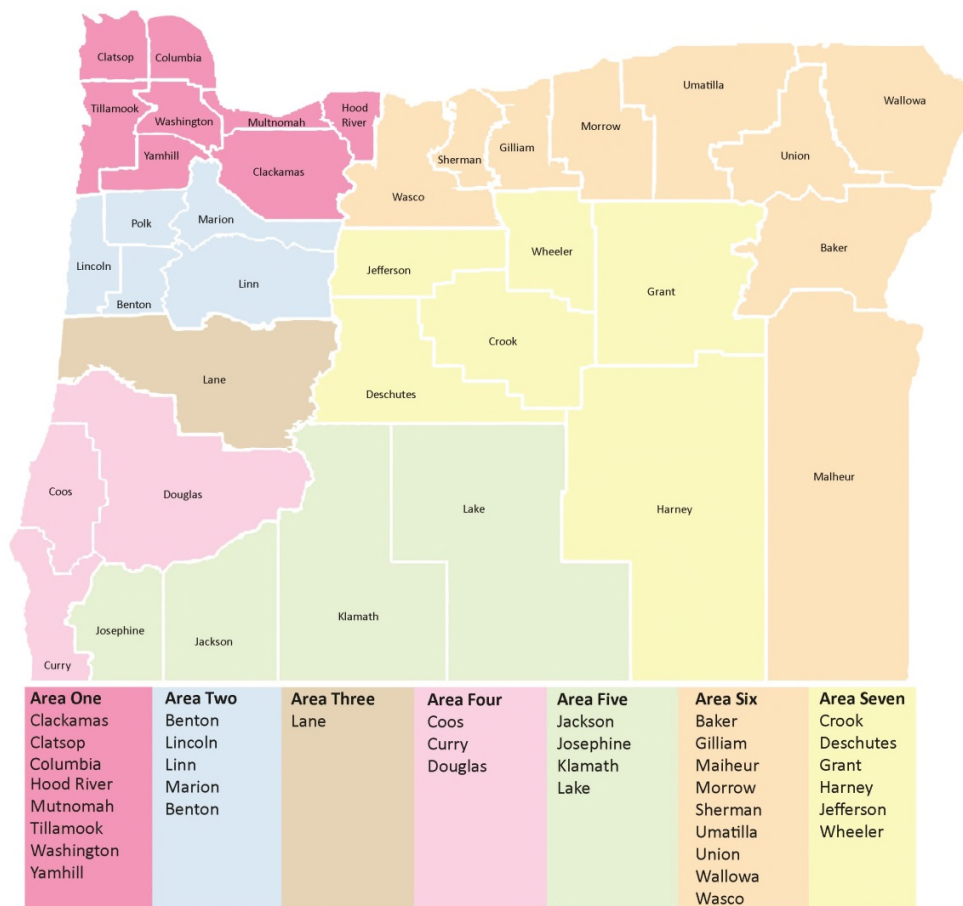 Clatsop
Columbia
Tillamook
Washington
Multnomah
Hood
River
Yamhill
Clackamas
Wasco
Sherman
Gilliam
Morrow
Umatilla
Union
Wallowa
Polk
Marion
Lincoln
Benton
Linn
Jefferson
Wheeler
Grant
Baker
Crook
Lane
Deschutes
Coos
Douglas
Lake
Harney
Malheur
Klamath
Josephine
Jackson
Curry
Area One
Clackamas
Clatsop
Columbia
Hood River
Mutnomah
Tillamook
Washington
Yamhill
Area Two
Benton
Lincoln
Linn
Marion
Benton
Area Three
Lane
Area Four
Coos
Curry
Douglas
Area Five
Jackson
Josephine
Klamath
Lake
Area Six
Baker
Gilliam
Maiheur
Morrow
Sherman
Umatilla
Union
Wallowa
Wasco
Area Seven
Crook
Deschutes
Grant
Harney
Jefferson
Wheeler